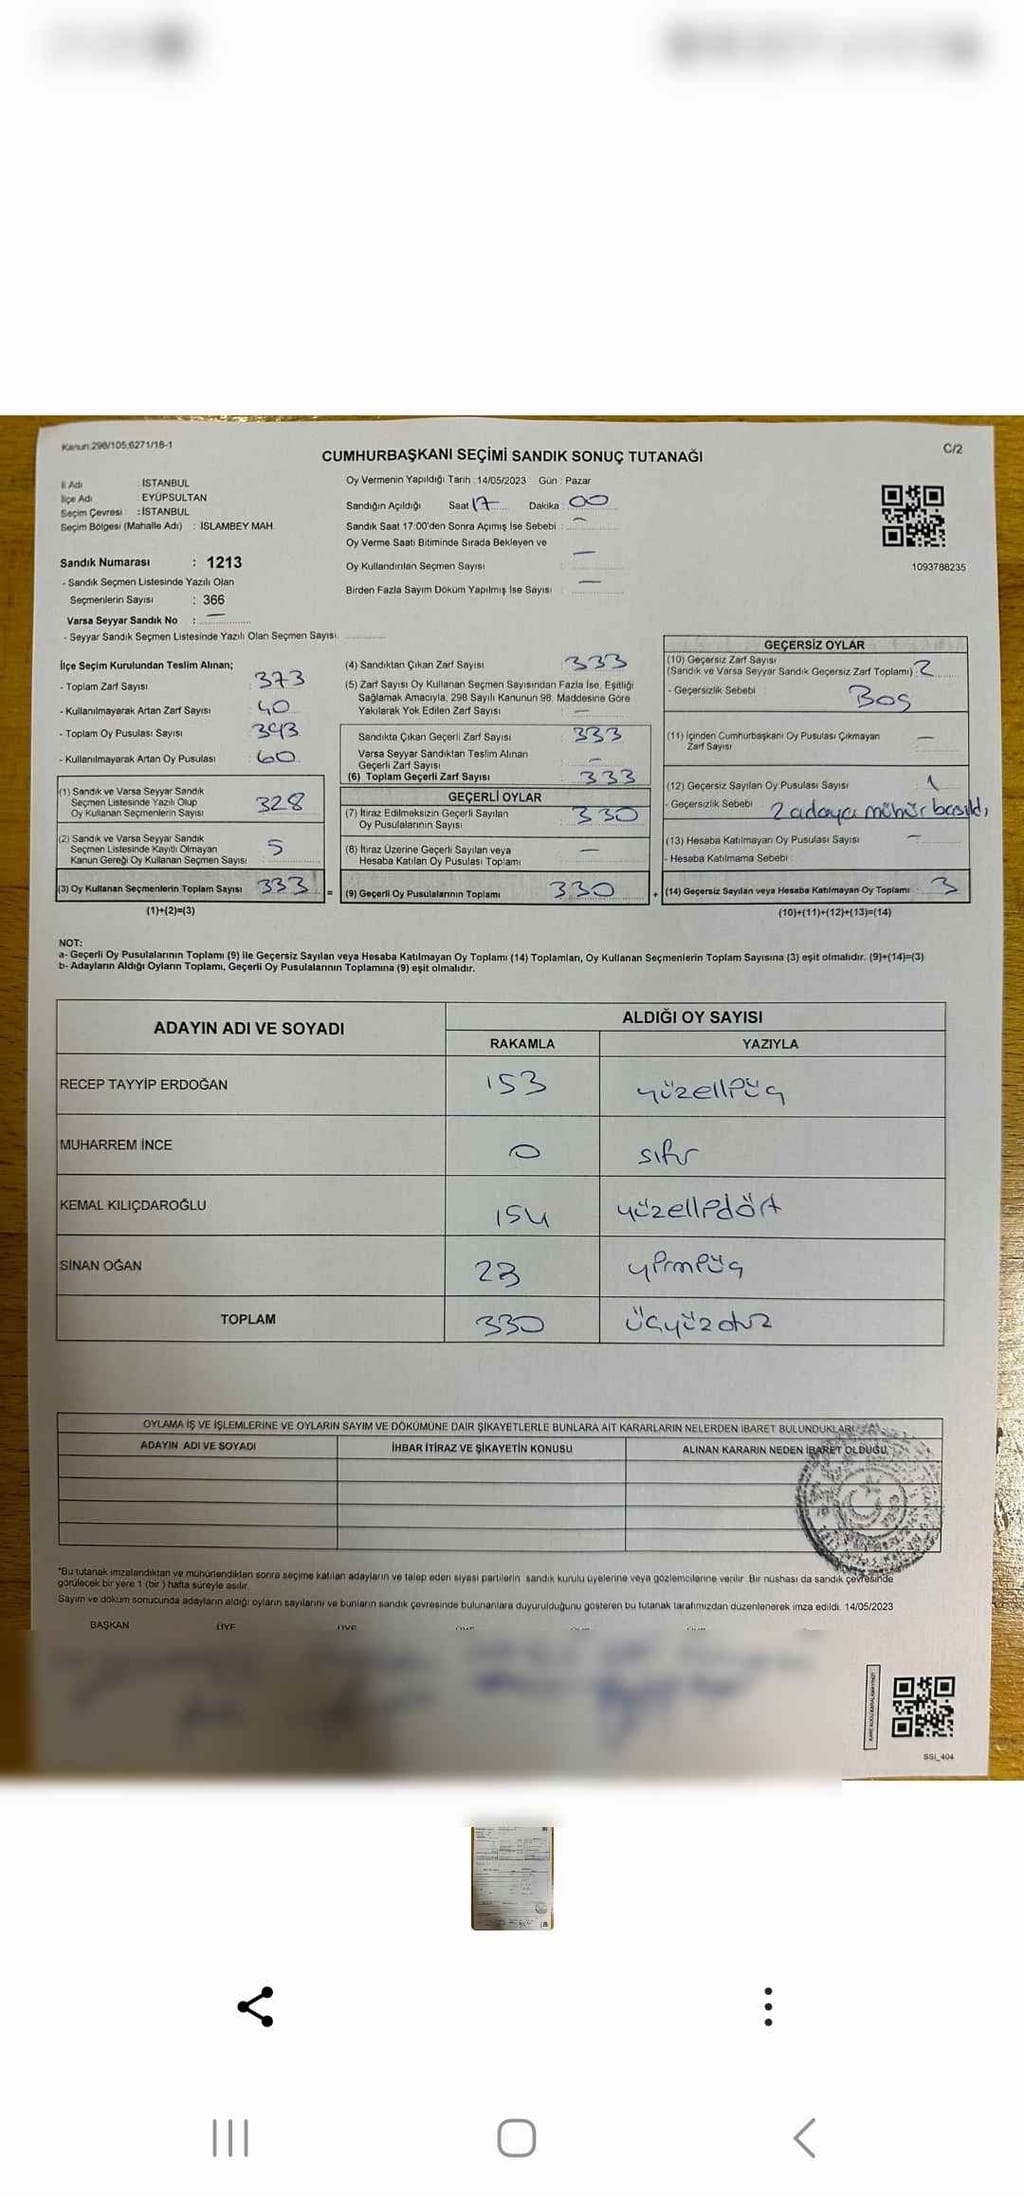 Kanun:298/105;6271/18-1
C/2
CUMHURBAŞKANI SEÇİMİ SANDIK SONUÇ TUTANAĞI
İl Adı : İSTANBUL
İlçe Adı : EYÜPSULTAN
Seçim Çevresi : İSTANBUL
Seçim Bölgesi (Mahalle Adı) : İSLAMBEY MAH.
Sandık Numarası : 1213
- Sandık Seçmen Listesinde Yazılı Olan
Seçmenlerin Sayısı : 366
Varsa Seyyar Sandık No : —
- Seyyar Sandık Seçmen Listesinde Yazılı Olan Seçmen Sayısı
Oy Vermenin Yapıldığı Tarih : 14/05/2023 Gün : Pazar
Sandığın Açıldığı Saat 17 Dakika : 00
Sandık Saat 17:00'den Sonra Açılmış İse Sebebi : —
Oy Verme Saati Bitiminde Sırada Bekleyen ve
Oy Kullandırılan Seçmen Sayısı : —
Birden Fazla Sayım Döküm Yapılmış İse Sayısı : —
1093788235
İlçe Seçim Kurulundan Teslim Alınan;
- Toplam Zarf Sayısı : 373
- Kullanılmayarak Artan Zarf Sayısı : 40
- Toplam Oy Pusulası Sayısı : 393
- Kullanılmayarak Artan Oy Pusulası : 60
(1) Sandık ve Varsa Seyyar Sandık
Seçmen Listesinde Yazılı Olup
Oy Kullanan Seçmenlerin Sayısı 328
(2) Sandık ve Varsa Seyyar Sandık
Seçmen Listesinde Kayıtlı Olmayan
Kanun Gereği Oy Kullanan Seçmen Sayısı 5
(3) Oy Kullanan Seçmenlerin Toplam Sayısı 333 =
(1)+(2)=(3)
(4) Sandıktan Çıkan Zarf Sayısı : 333
(5) Zarf Sayısı Oy Kullanan Seçmen Sayısından Fazla İse, Eşitliği
Sağlamak Amacıyla, 298 Sayılı Kanunun 98. Maddesine Göre
Yakılarak Yok Edilen Zarf Sayısı : —
Sandıkta Çıkan Geçerli Zarf Sayısı : 333
Varsa Seyyar Sandıktan Teslim Alınan
Geçerli Zarf Sayısı : —
(6) Toplam Geçerli Zarf Sayısı : 333
GEÇERLİ OYLAR
(7) İtiraz Edilmeksizin Geçerli Sayılan
Oy Pusulalarının Sayısı : 330
(8) İtiraz Üzerine Geçerli Sayılan veya
Hesaba Katılan Oy Pusulası Toplamı : —
(9) Geçerli Oy Pusulalarının Toplamı 330 +
GEÇERSİZ OYLAR
(10) Geçersiz Zarf Sayısı
(Sandık ve Varsa Seyyar Sandık Geçersiz Zarf Toplamı) : 2
- Geçersizlik Sebebi Boş
(11) İçinden Cumhurbaşkanı Oy Pusulası Çıkmayan
Zarf Sayısı —
(12) Geçersiz Sayılan Oy Pusulası Sayısı 1
- Geçersizlik Sebebi 2 adaya mühür basıldı
(13) Hesaba Katılmayan Oy Pusulası Sayısı : —
- Hesaba Katılmama Sebebi
(14) Geçersiz Sayılan veya Hesaba Katılmayan Oy Toplamı : 3
(10)+(11)+(12)+(13)=(14)
NOT:
a- Geçerli Oy Pusulalarının Toplamı (9) ile Geçersiz Sayılan veya Hesaba Katılmayan Oy Toplamı (14) Toplamları, Oy Kullanan Seçmenlerin Toplam Sayısına (3) eşit olmalıdır. (9)+(14)=(3)
b- Adayların Aldığı Oyların Toplamı, Geçerli Oy Pusulalarının Toplamına (9) eşit olmalıdır.
ADAYIN ADI VE SOYADI
ALDIĞI OY SAYISI
RAKAMLA YAZIYLA
RECEP TAYYİP ERDOĞAN 153 yüzelliüç
MUHARREM İNCE 0 sıfır
KEMAL KILIÇDAROĞLU 154 yüzellidört
SİNAN OĞAN 23 yirmiüç
TOPLAM 330 üçyüzotuz
OYLAMA İŞ VE İŞLEMLERİNE VE OYLARIN SAYIM VE DÖKÜMÜNE DAİR ŞİKAYETLERLE BUNLARA AİT KARARLARIN NELERDEN İBARET BULUNDUKLARI
ADAYIN ADI VE SOYADI İHBAR İTİRAZ VE ŞİKAYETİN KONUSU ALINAN KARARIN NEDEN İBARET OLDUĞU
*Bu tutanak imzalandıktan ve mühürlendikten sonra seçime katılan adayların ve talep eden siyasi partilerin sandık kurulu üyelerine veya gözlemcilerine verilir. Bir nüshası da sandık çevresinde
görülecek bir yere 1 (bir) hafta süreyle asılır.
Sayım ve döküm sonucunda adayların aldığı oyların sayılarını ve bunların sandık çevresinde bulunanlara duyurulduğunu gösteren bu tutanak tarafımızdan düzenlenerek imza edildi. 14/05/2023
BAŞKAN ÜYE ÜYE
SSI_404